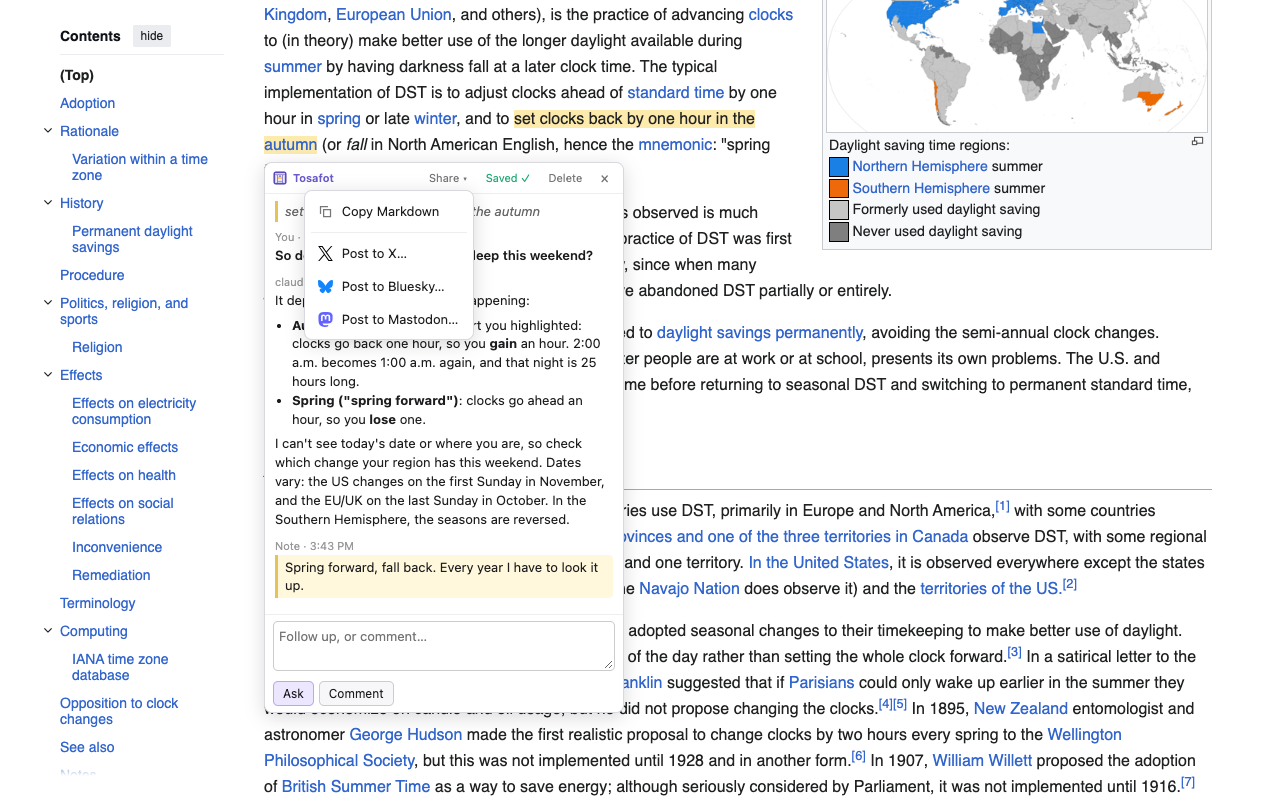 Contents hide
(Top)
Adoption
Rationale
Variation within a time
zone
History
Permanent daylight
savings
Procedure
Politics, religion, and
sports
Religion
Effects
Effects on electricity
consumption
Economic effects
Effects on health
Effects on social
relations
Inconvenience
Remediation
Terminology
Computing
IANA time zone
database
Opposition to clock
changes
See also
Kingdom, European Union, and others), is the practice of advancing clocks
to (in theory) make better use of the longer daylight available during
summer by having darkness fall at a later clock time. The typical
implementation of DST is to adjust clocks ahead of standard time by one
hour in spring or late winter, and to set clocks back by one hour in the
autumn (or fall in North American English, hence the mnemonic: "spring
Daylight saving time regions:
Northern Hemisphere summer
Southern Hemisphere summer
Formerly used daylight saving
Never used daylight saving
Tosafot Share ▾ Saved ✓ Delete ×
set the autumn
You ·
So d leep this weekend?
claud
It dep appening:
Copy Markdown
Post to X...
Post to Bluesky...
Post to Mastodon...
• Au rt you highlighted:
clocks go back one hour, so you gain an hour. 2:00
a.m. becomes 1:00 a.m. again, and that night is 25
hours long.
• Spring ("spring forward"): clocks go ahead an
hour, so you lose one.
I can't see today's date or where you are, so check
which change your region has this weekend. Dates
vary: the US changes on the first Sunday in November,
and the EU/UK on the last Sunday in October. In the
Southern Hemisphere, the seasons are reversed.
Note · 3:43 PM
Spring forward, fall back. Every year I have to look it
up.
Follow up, or comment...
Ask Comment
s observed is much
practice of DST was first
, since when many
e abandoned DST partially or entirely.
ed to daylight savings permanently, avoiding the semi-annual clock changes.
ter people are at work or at school, presents its own problems. The U.S. and
me before returning to seasonal DST and switching to permanent standard time,
ries use DST, primarily in Europe and North America,[1] with some countries
ovinces and one of the three territories in Canada observe DST, with some regional
and one territory. In the United States, it is observed everywhere except the states
e Navajo Nation does observe it) and the territories of the US.[2]
adopted seasonal changes to their timekeeping to make better use of daylight.
of the day rather than setting the whole clock forward.[3] In a satirical letter to the
anklin suggested that if Parisians could only wake up earlier in the summer they
did not propose changing the clocks.[4][5] In 1895, New Zealand entomologist and
astronomer George Hudson made the first realistic proposal to change clocks by two hours every spring to the Wellington
Philosophical Society, but this was not implemented until 1928 and in another form.[6] In 1907, William Willett proposed the adoption
of British Summer Time as a way to save energy; although seriously considered by Parliament, it was not implemented until 1916.[7]